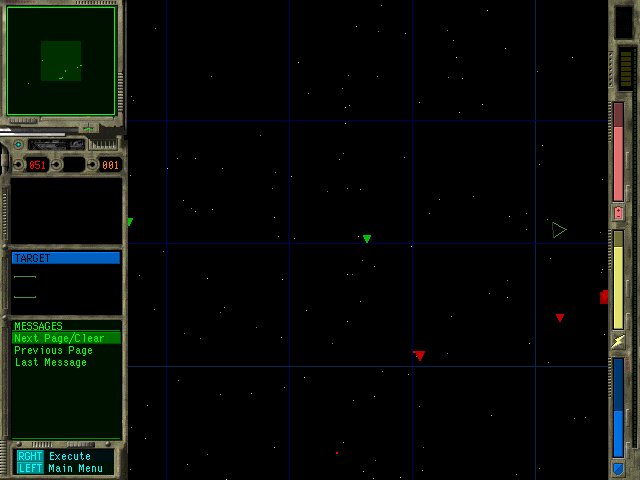 051 001
TARGET
MESSAGES
Next Page/Clear
Previous Page
Last Message
RGHT Execute
LEFT Main Menu